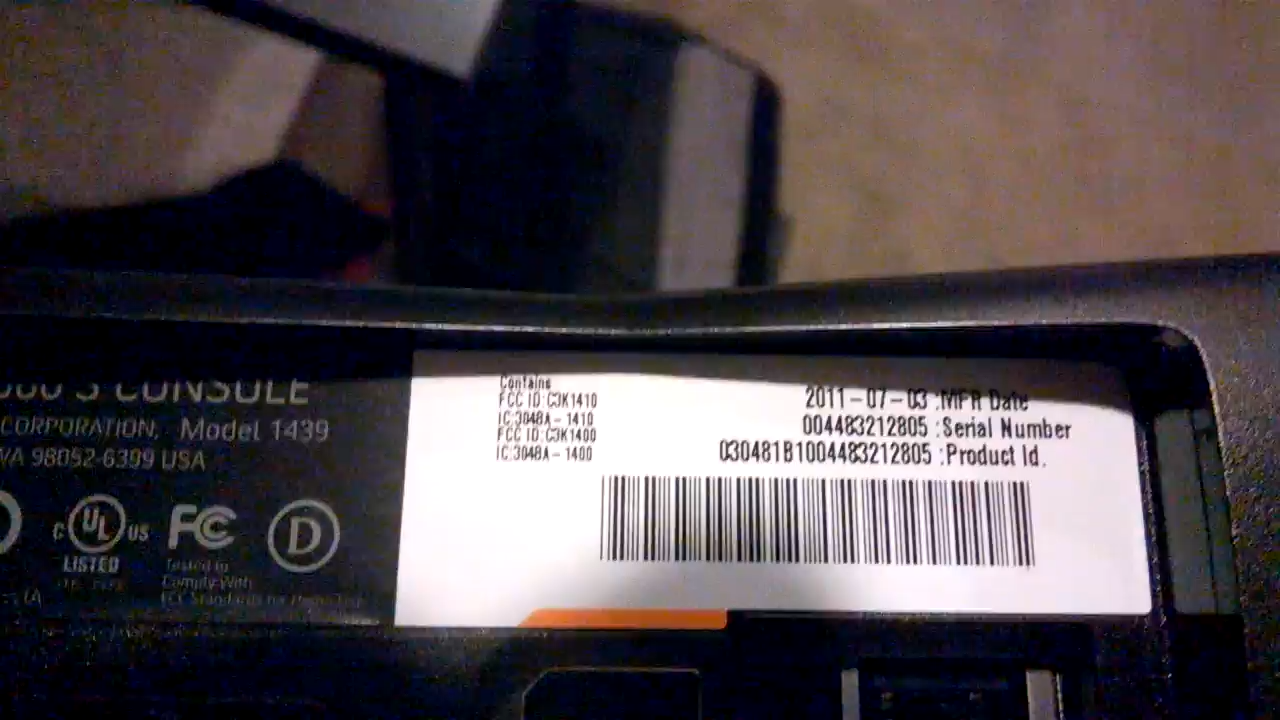 S CONSOLE
CORPORATION, Model 1439
WA 98052-6399 USA
C UL US
LISTED
FC
Tested to
Comply With
FCC Standards
D
Contains
FCC ID:C3K1410
IC:3048A-1410
FCC ID:C3K1400
IC:3048A-1400
2011-07-03 :MFR Date
004483212805 :Serial Number
030481B1004483212805 :Product Id.